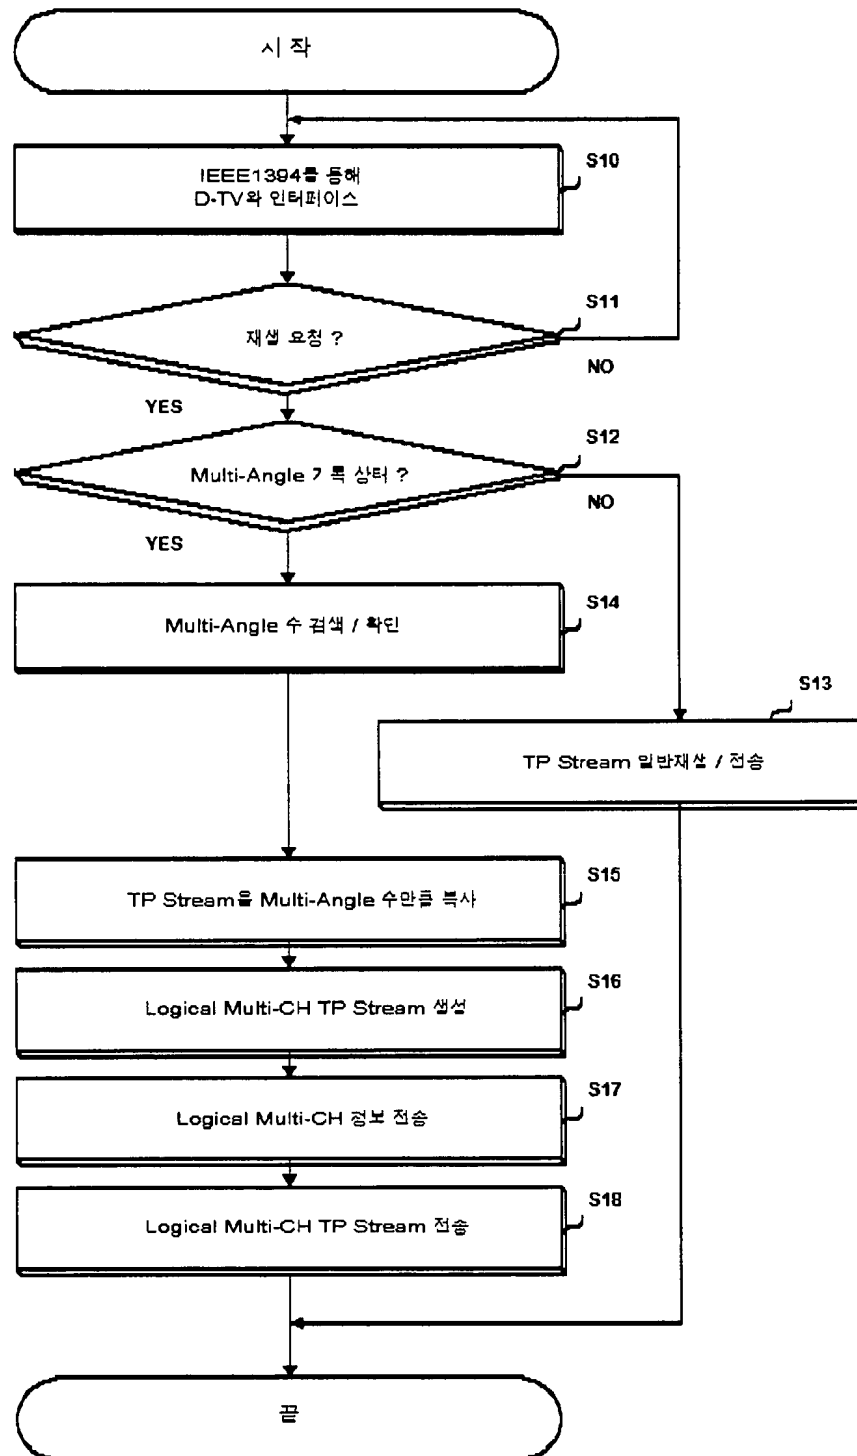 시 작
S10
IEEE1394를 통해
D-TV와 인터페이스
S11
재생 요청 ?
NO
YES
S12
Multi-Angle 기 록 상태 ?
NO
YES
S14
Multi-Angle 수 검색 / 확인
S13
TP Stream 일반재생 / 전송
S15
TP Stream을 Multi-Angle 수만큼 복사
S16
Logical Multi-CH TP Stream 생성
S17
Logical Multi-CH 정보 전송
S18
Logical Multi-CH TP Stream 전송
끝